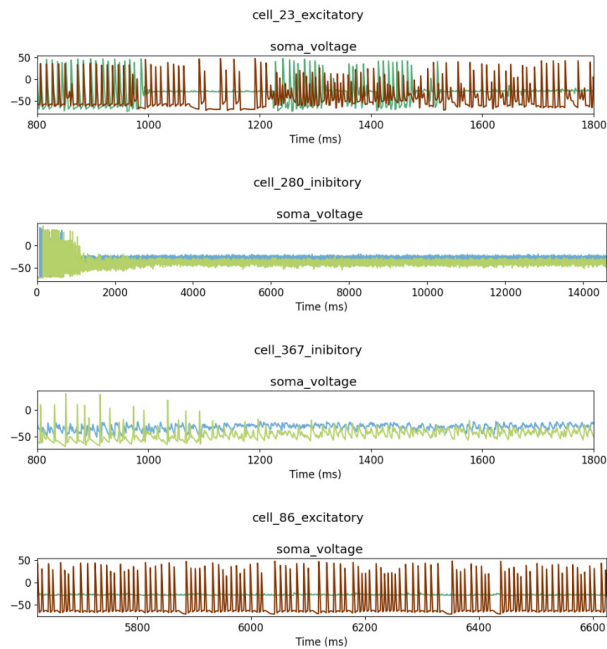 cell_23_excitatory
soma_voltage
50
0
−50
800 1000 1200 1400 1600 1800
Time (ms)
cell_280_inibitory
soma_voltage
0
−50
0 2000 4000 6000 8000 10000 12000 14000
Time (ms)
cell_367_inibitory
soma_voltage
0
−50
800 1000 1200 1400 1600 1800
Time (ms)
cell_86_excitatory
soma_voltage
50
0
−50
5800 6000 6200 6400 6600
Time (ms)